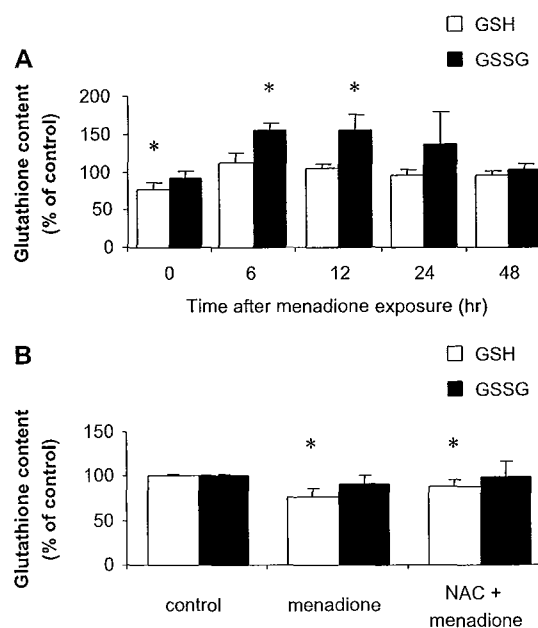 GSH
GSSG
A
*
*
*
Glutathione content
(% of control)
200
150
100
50
0
0 6 12 24 48
Time after menadione exposure (hr)
B
GSH
GSSG
*
*
Glutathione content
(% of control)
150
100
50
0
control menadione NAC +
menadione